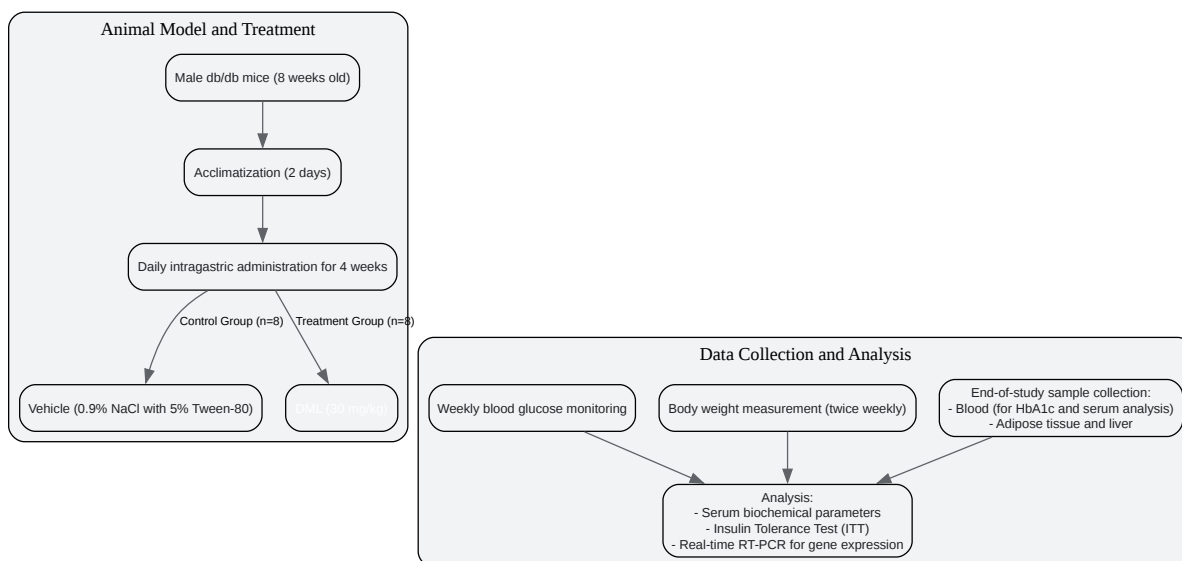 Animal Model and Treatment
Male db/db mice (8 weeks old)
Acclimatization (2 days)
Daily intragastric administration for 4 weeks
Control Group (n=8)
Treatment Group (n=8)
Vehicle (0.9% NaCl with 5% Tween-80)
DML (30 mg/kg)
Data Collection and Analysis
Weekly blood glucose monitoring
Body weight measurement (twice weekly)
End-of-study sample collection:
- Blood (for HbA1c and serum analysis)
- Adipose tissue and liver
Analysis:
- Serum biochemical parameters
- Insulin Tolerance Test (ITT)
- Real-time RT-PCR for gene expression